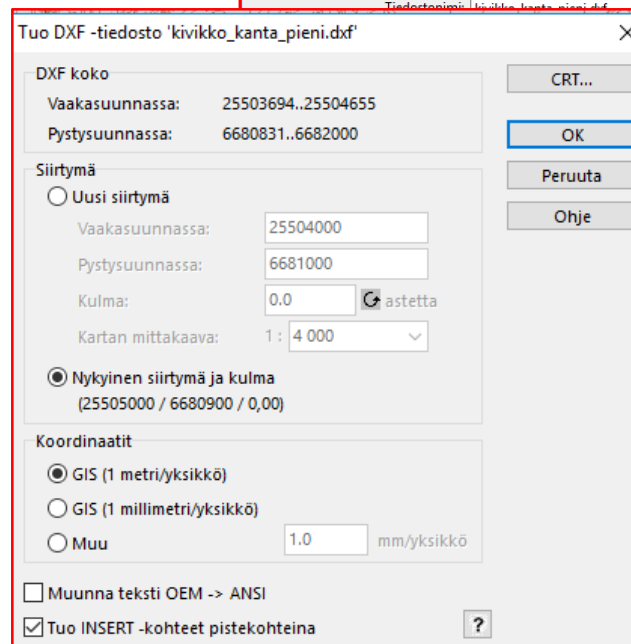 Tiedostonimi: kivikko_kanta_pieni.dxf
Tuo DXF -tiedosto 'kivikko_kanta_pieni.dxf'
DXF koko
Vaakasuunnassa: 25503694..25504655
Pystysuunnassa: 6680831..6682000
CRT...
OK
Peruuta
Ohje
Siirtymä
Uusi siirtymä
Vaakasuunnassa: 25504000
Pystysuunnassa: 6681000
Kulma: 0.0 astetta
Kartan mittakaava: 1 : 4 000
Nykyinen siirtymä ja kulma
(25505000 / 6680900 / 0,00)
Koordinaatit
GIS (1 metri/yksikkö)
GIS (1 millimetri/yksikkö)
Muu 1.0 mm/yksikkö
Muunna teksti OEM -> ANSI
Tuo INSERT -kohteet pistekohteina ?